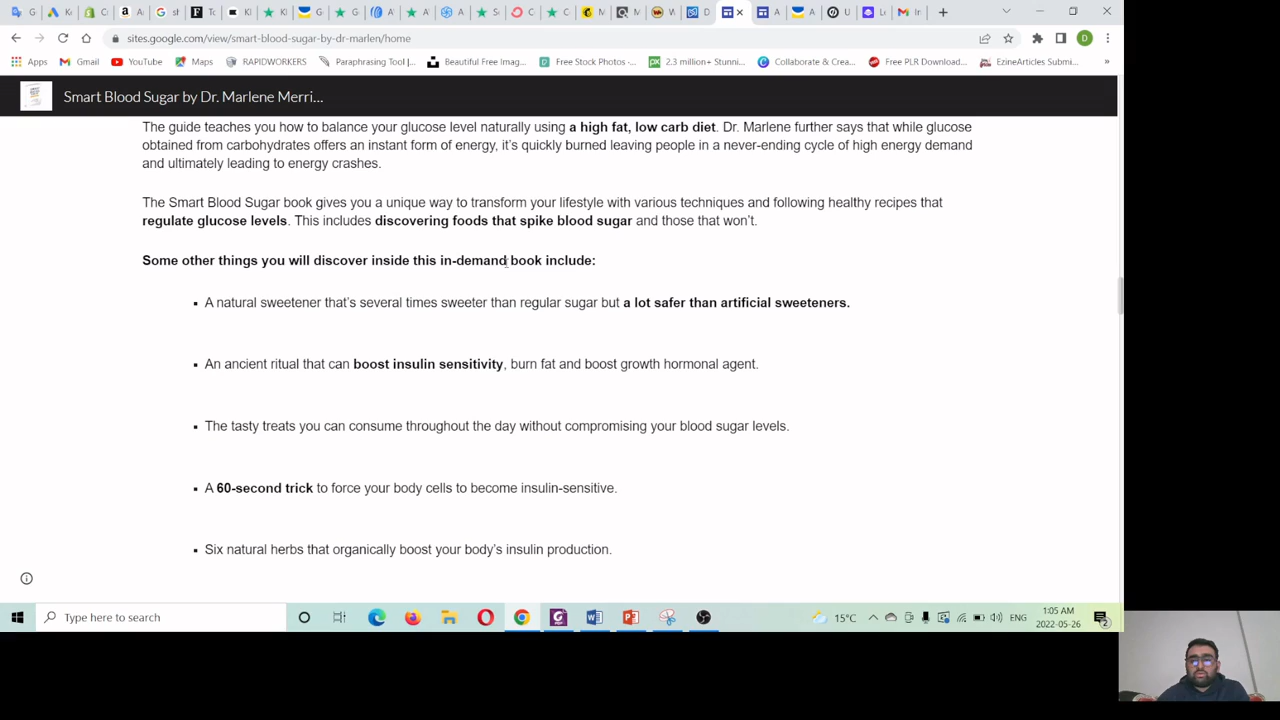 G
Ke
G
A
G
st
To
Kl
Kl
G
G
A
A
A
Se
C
C
M
M
W
D
A
A
U
Le
In
sites.google.com/view/smart-blood-sugar-by-dr-marlen/home
D
Apps Gmail YouTube Maps RAPIDWORKERS Paraphrasing Tool |... Beautiful Free Imag... Free Stock Photos -... 2.3 million+ Stunni... Collaborate & Crea... Free PLR Download... EzineArticles Submi... »
Smart Blood Sugar by Dr. Marlene Merri...
The guide teaches you how to balance your glucose level naturally using a high fat, low carb diet. Dr. Marlene further says that while glucose
obtained from carbohydrates offers an instant form of energy, it's quickly burned leaving people in a never-ending cycle of high energy demand
and ultimately leading to energy crashes.
The Smart Blood Sugar book gives you a unique way to transform your lifestyle with various techniques and following healthy recipes that
regulate glucose levels. This includes discovering foods that spike blood sugar and those that won't.
Some other things you will discover inside this in-demand book include:
▪ A natural sweetener that's several times sweeter than regular sugar but a lot safer than artificial sweeteners.
▪ An ancient ritual that can boost insulin sensitivity, burn fat and boost growth hormonal agent.
▪ The tasty treats you can consume throughout the day without compromising your blood sugar levels.
▪ A 60-second trick to force your body cells to become insulin-sensitive.
▪ Six natural herbs that organically boost your body's insulin production.
Type here to search
15°C
ENG
1:05 AM
2022-05-26
2